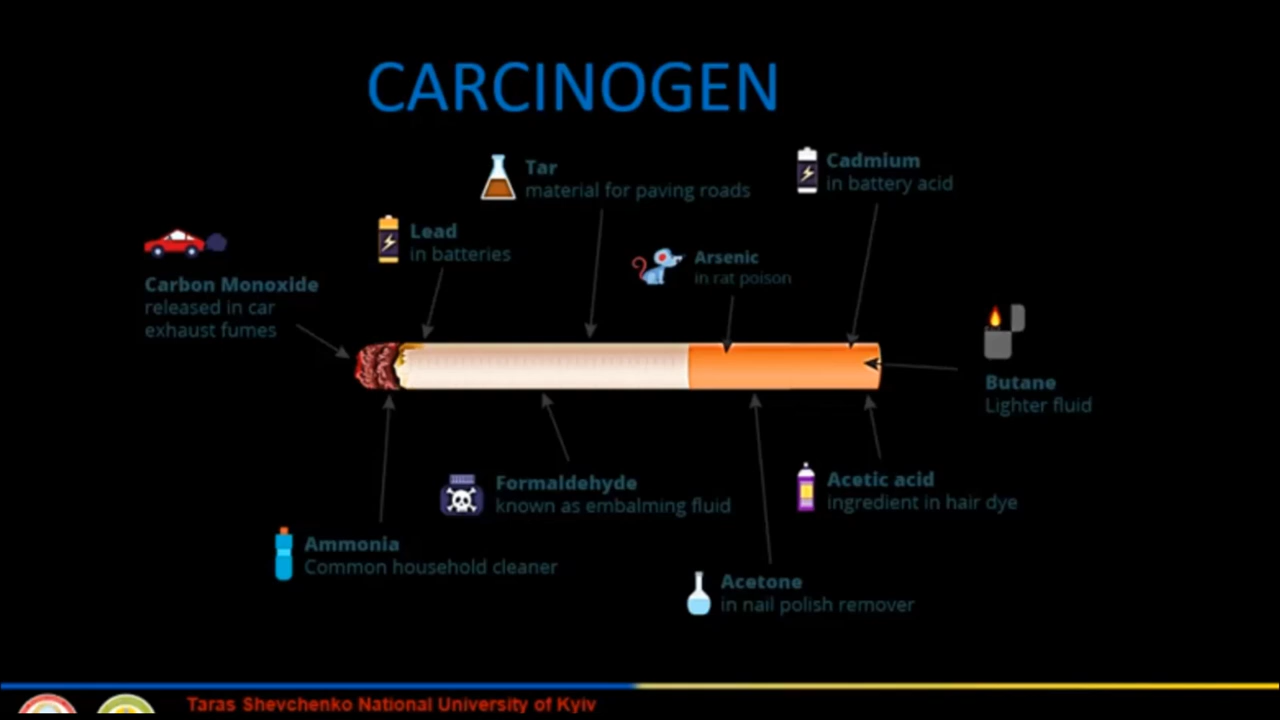 CARCINOGEN
Tar
material for paving roads
Cadmium
in battery acid
Lead
in batteries
Arsenic
in rat poison
Carbon Monoxide
released in car
exhaust fumes
Butane
Lighter fluid
Formaldehyde
known as embalming fluid
Acetic acid
ingredient in hair dye
Ammonia
Common household cleaner
Acetone
in nail polish remover
Taras Shevchenko National University of Kyiv